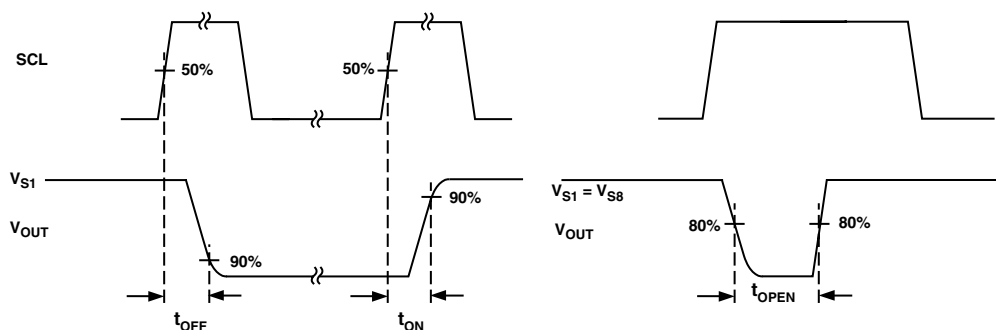 SCL
50%
50%
V_S1
V_OUT
90%
90%
t_OFF
t_ON
V_S1 = V_S8
V_OUT
80%
80%
t_OPEN